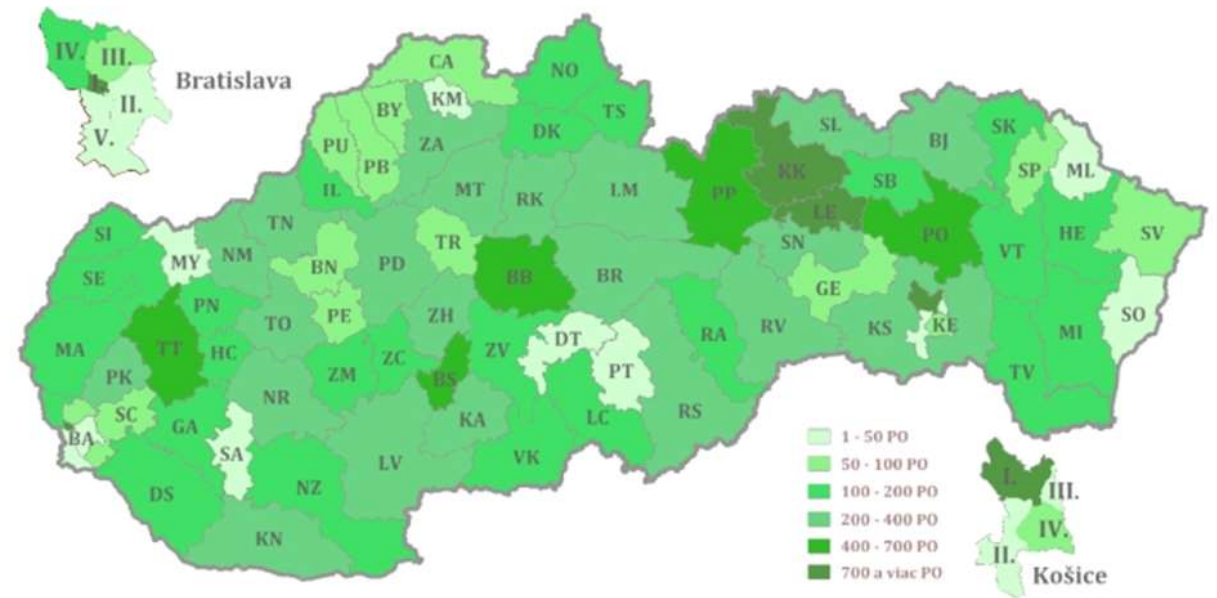 IV.
III.
I.
II.
V.
Bratislava
CA
NO
KM
BY
TS
DK
PU
ZA
PB
IL
SL
BJ
SK
KK
SP
ML
SB
PP
MT
RK
LM
LE
TN
PO
HE
SV
SI
TR
SN
VT
MY
NM
BN
PD
BB
BR
SE
GE
PN
PE
ZH
SO
TO
KS
KE
MI
MA
TT
HC
ZC
ZV
DT
RA
RV
PK
ZM
BS
PT
TV
NR
SC
GA
KA
LC
RS
BA
SA
LV
VK
DS
NZ
KN
1 - 50 PO
50 - 100 PO
100 - 200 PO
200 - 400 PO
400 - 700 PO
700 a viac PO
I.
III.
IV.
II.
Košice